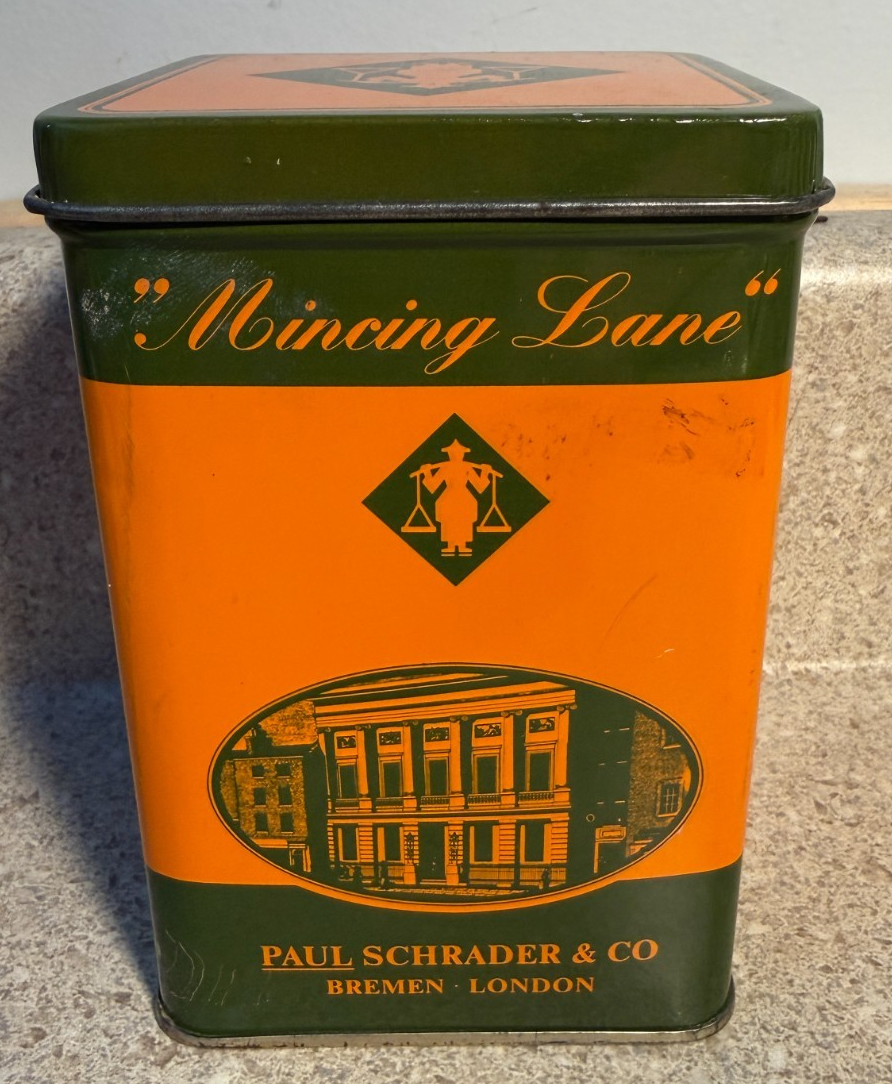 ”Mincing Lane“
PAUL SCHRADER & CO
BREMEN · LONDON